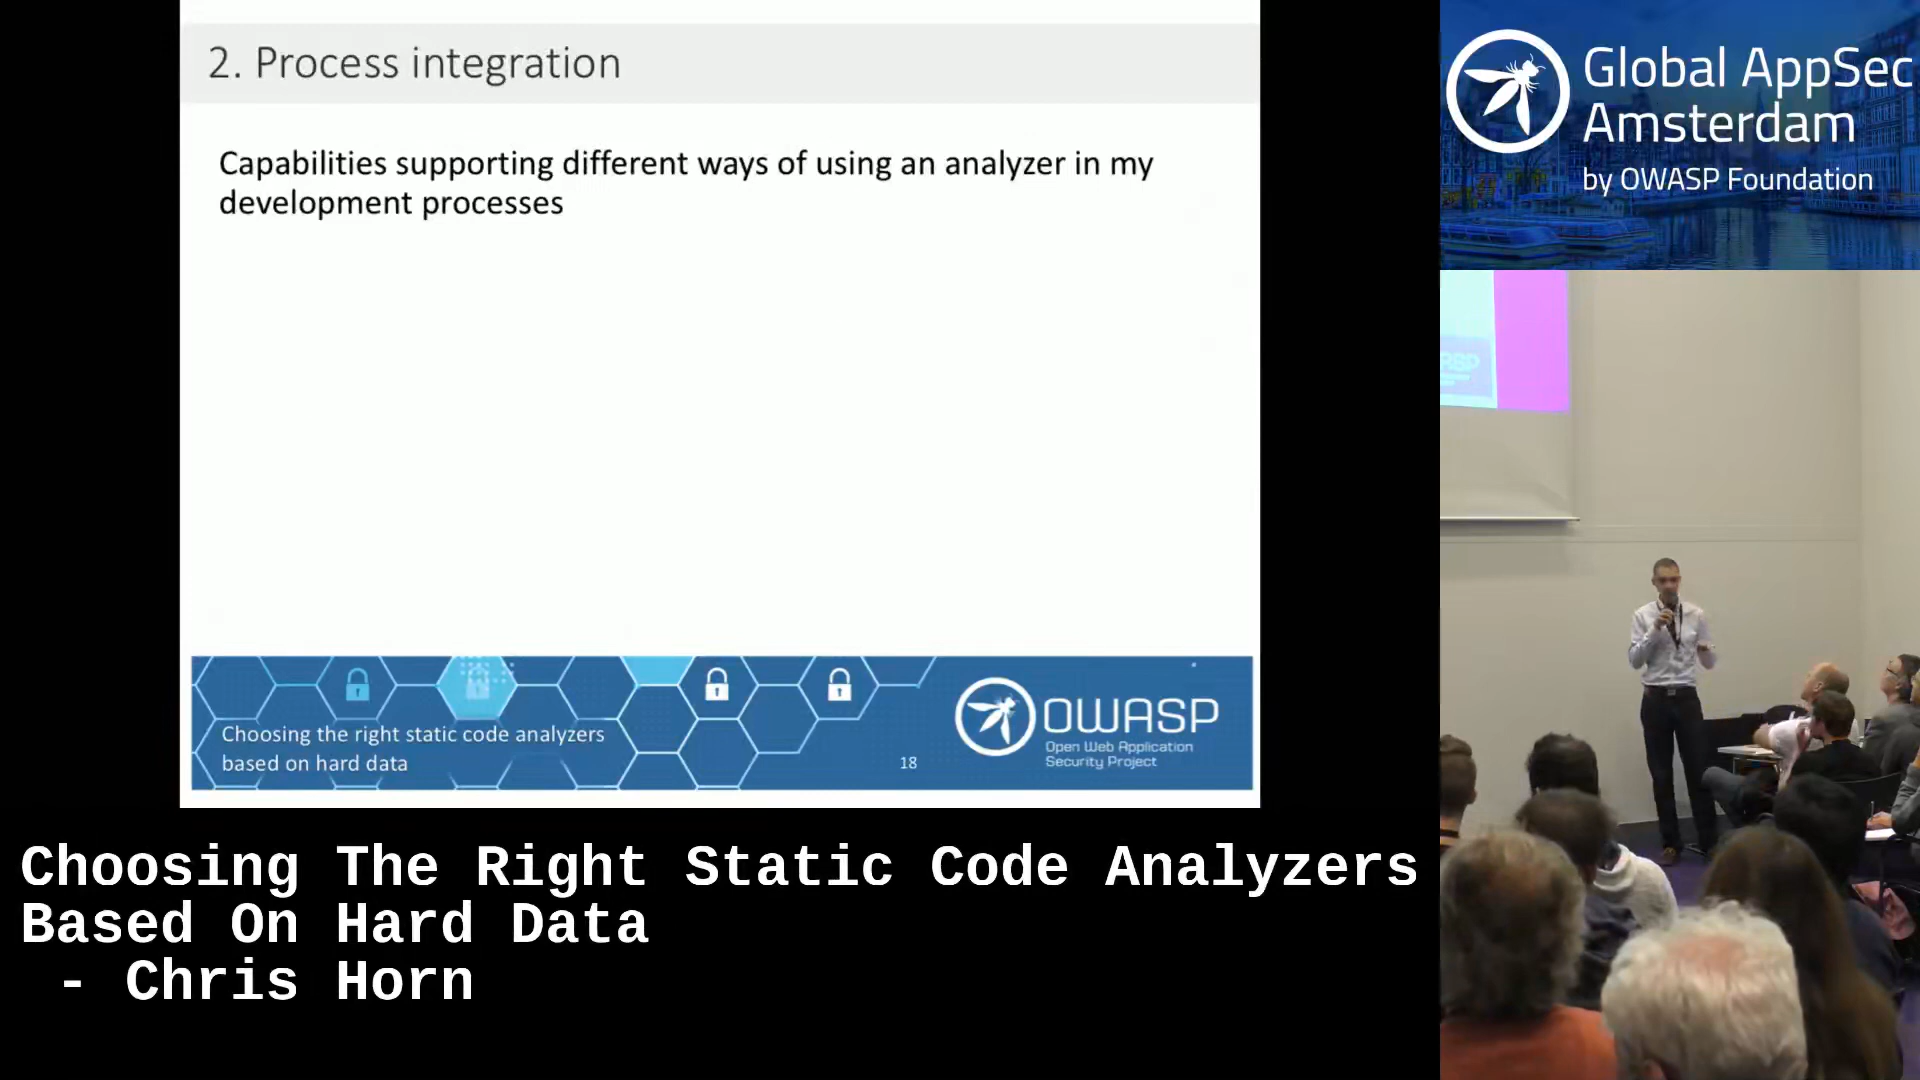 2. Process integration
Capabilities supporting different ways of using an analyzer in my
development processes
Choosing the right static code analyzers
based on hard data
18
OWASP
Open Web Application
Security Project
Global AppSec
Amsterdam
by OWASP Foundation
Choosing The Right Static Code Analyzers
Based On Hard Data
- Chris Horn